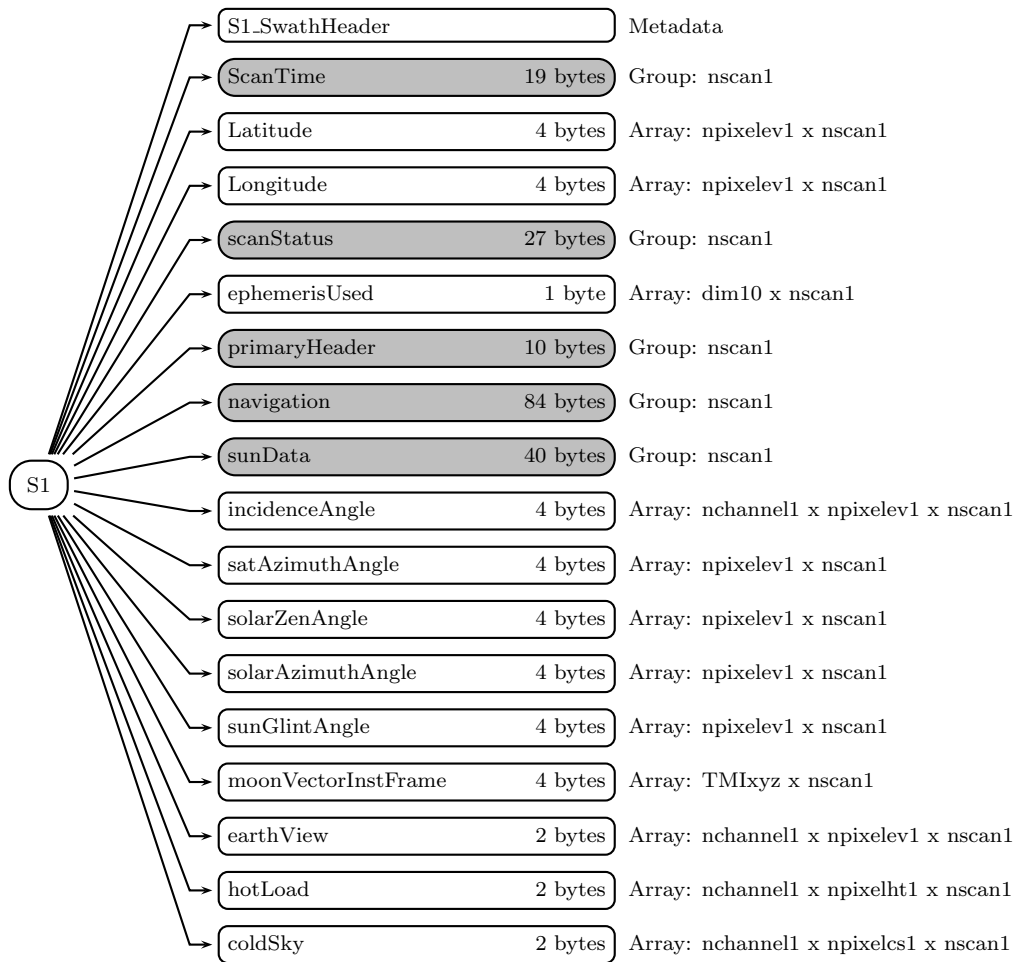 S1_SwathHeader Metadata
ScanTime 19 bytes Group: nscan1
Latitude 4 bytes Array: npixelev1 x nscan1
Longitude 4 bytes Array: npixelev1 x nscan1
scanStatus 27 bytes Group: nscan1
ephemerisUsed 1 byte Array: dim10 x nscan1
primaryHeader 10 bytes Group: nscan1
navigation 84 bytes Group: nscan1
sunData 40 bytes Group: nscan1
S1
incidenceAngle 4 bytes Array: nchannel1 x npixelev1 x nscan1
satAzimuthAngle 4 bytes Array: npixelev1 x nscan1
solarZenAngle 4 bytes Array: npixelev1 x nscan1
solarAzimuthAngle 4 bytes Array: npixelev1 x nscan1
sunGlintAngle 4 bytes Array: npixelev1 x nscan1
moonVectorInstFrame 4 bytes Array: TMIxyz x nscan1
earthView 2 bytes Array: nchannel1 x npixelev1 x nscan1
hotLoad 2 bytes Array: nchannel1 x npixelht1 x nscan1
coldSky 2 bytes Array: nchannel1 x npixelcs1 x nscan1